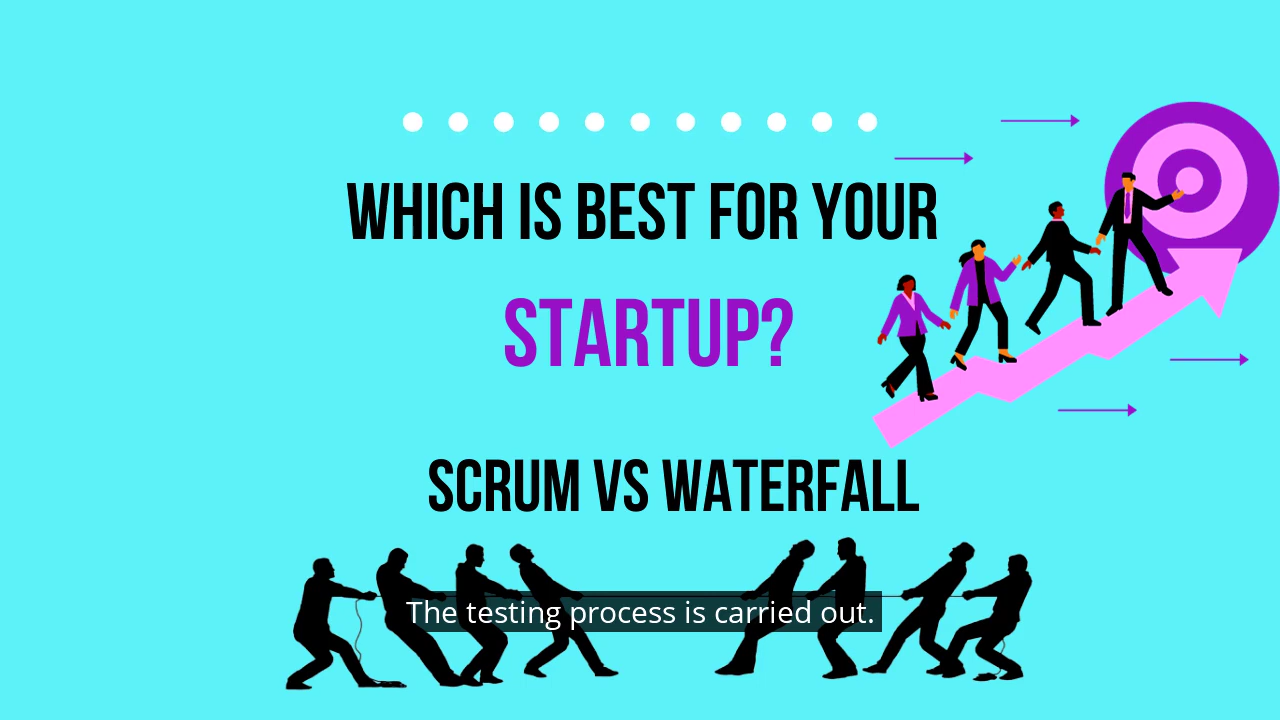 WHICH IS BEST FOR YOUR
STARTUP?
SCRUM VS WATERFALL
The testing process is carried out.